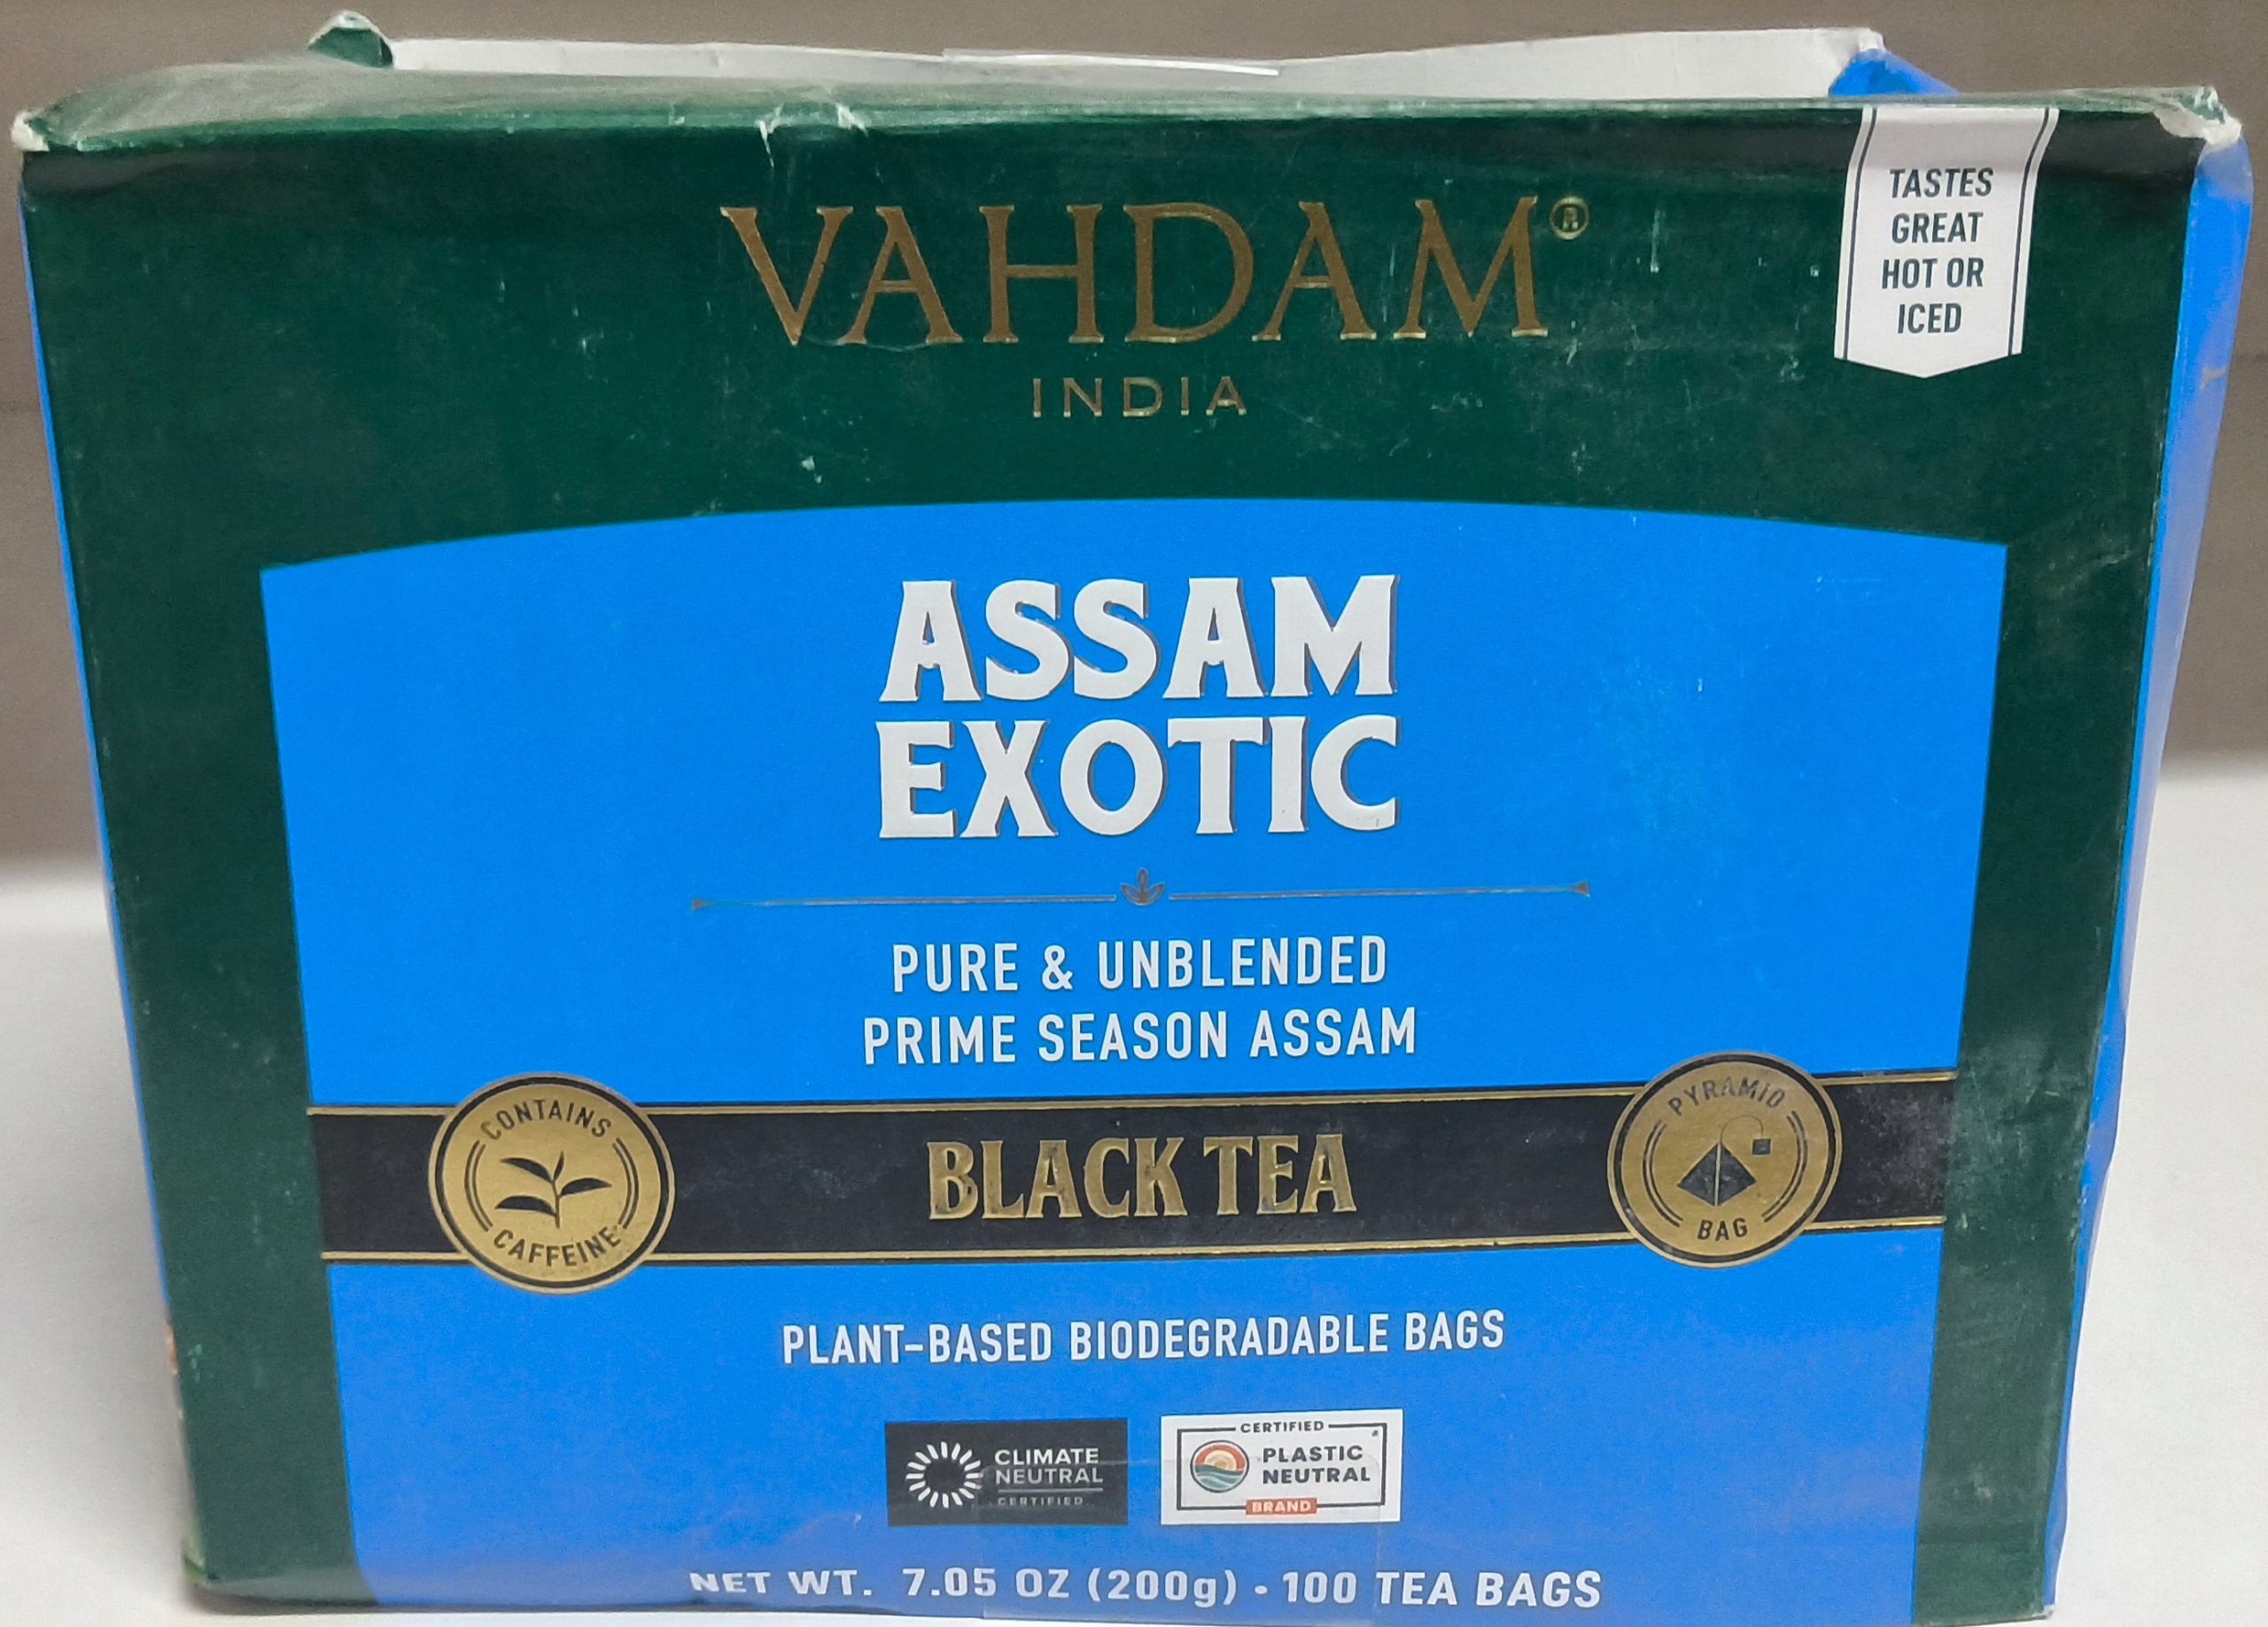 VAHDAM®
INDIA
TASTES
GREAT
HOT OR
ICED
ASSAM
EXOTIC
PURE & UNBLENDED
PRIME SEASON ASSAM
CONTAINS
CAFFEINE
BLACK TEA
PYRAMID
BAG
PLANT-BASED BIODEGRADABLE BAGS
CLIMATE
NEUTRAL
CERTIFIED
CERTIFIED
PLASTIC
NEUTRAL
BRAND
NET WT. 7.05 OZ (200g) • 100 TEA BAGS